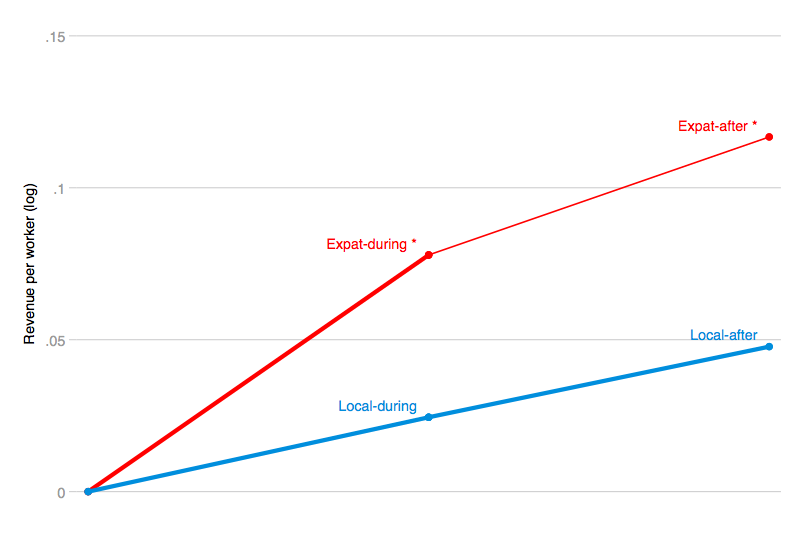 .15
Expat-after *
.1
Expat-during *
Revenue per worker (log)
.05
Local-after
Local-during
0